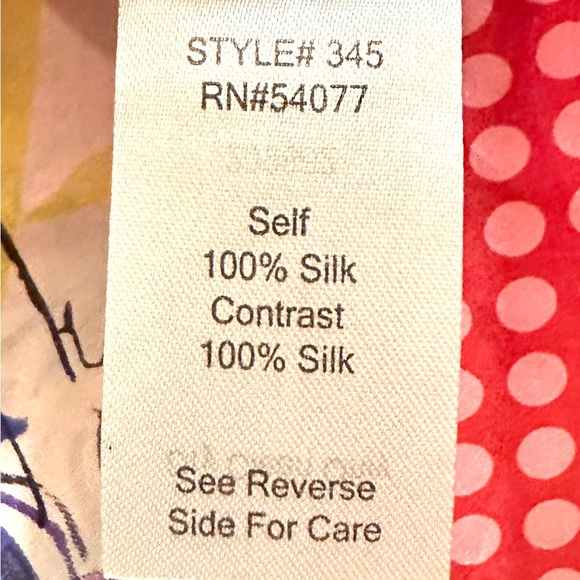 STYLE# 345
RN#54077
Self
100% Silk
Contrast
100% Silk
See Reverse
Side For Care